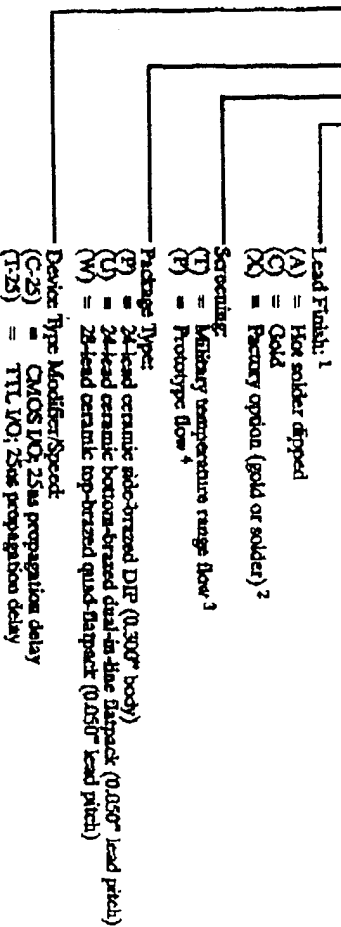 Lead Finish: 1
(A) = Hot solder dipped
(C) = Gold
(X) = Factory option (gold or solder) 2
Screening:
(T) = Military temperature range flow 3
(P) = Prototype flow 4
Package Type:
(P) = 24-lead ceramic side-brazed DIP (0.300" body)
(U) = 24-lead ceramic bottom-brazed dual-in-line flatpack (0.050" lead pitch)
(W) = 28-lead ceramic top-brazed quad-flatpack (0.050" lead pitch)
Device Type Modifier/Speed:
(C-25) = CMOS I/O; 25ns propagation delay
(T-25) = TTL I/O; 25ns propagation delay